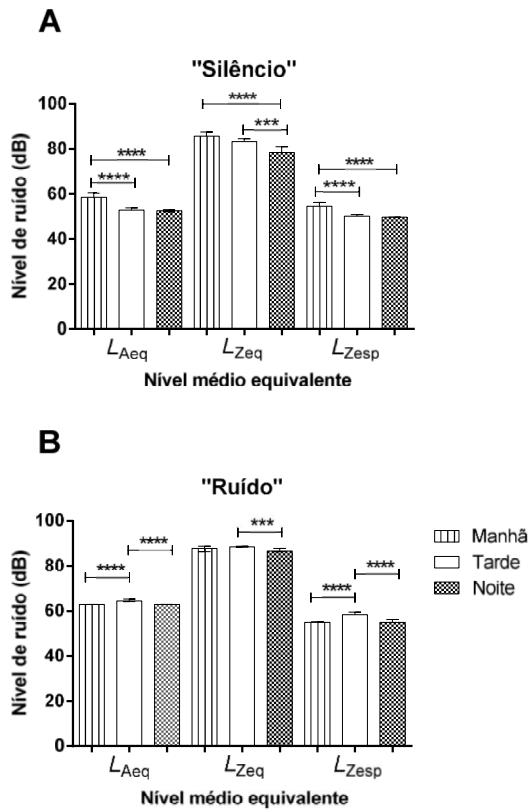 A
"Silêncio"
Nível de ruído (dB)
100
80
60
40
20
0
****
****
****
***
****
****
LAeq
LZeq
LZesp
Nível médio equivalente
B
"Ruído"
Nível de ruído (dB)
100
80
60
40
20
0
****
****
***
****
****
LAeq
LZeq
LZesp
Nível médio equivalente
Manhã
Tarde
Noite